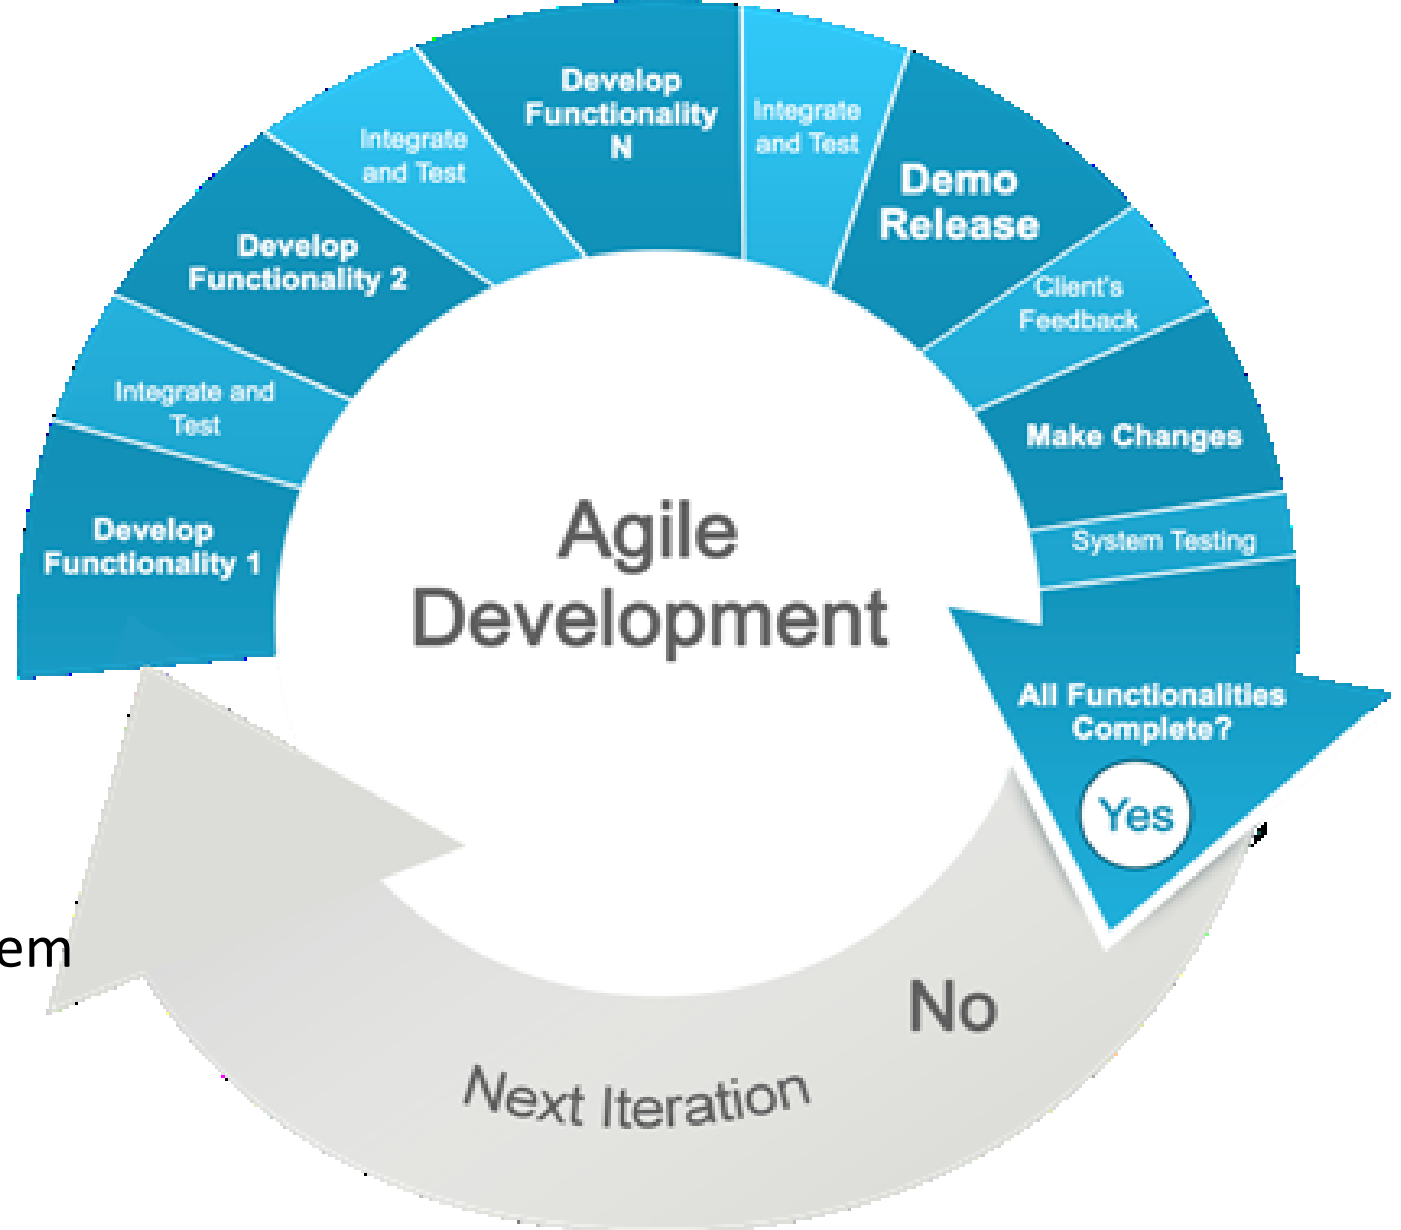 Develop
Functionality 1
Integrate and
Test
Develop
Functionality 2
Integrate
and Test
Develop
Functionality
N
Integrate
and Test
Demo
Release
Client's
Feedback
Make Changes
System Testing
All Functionalities
Complete?
Yes
No
Next Iteration
Agile
Development
em